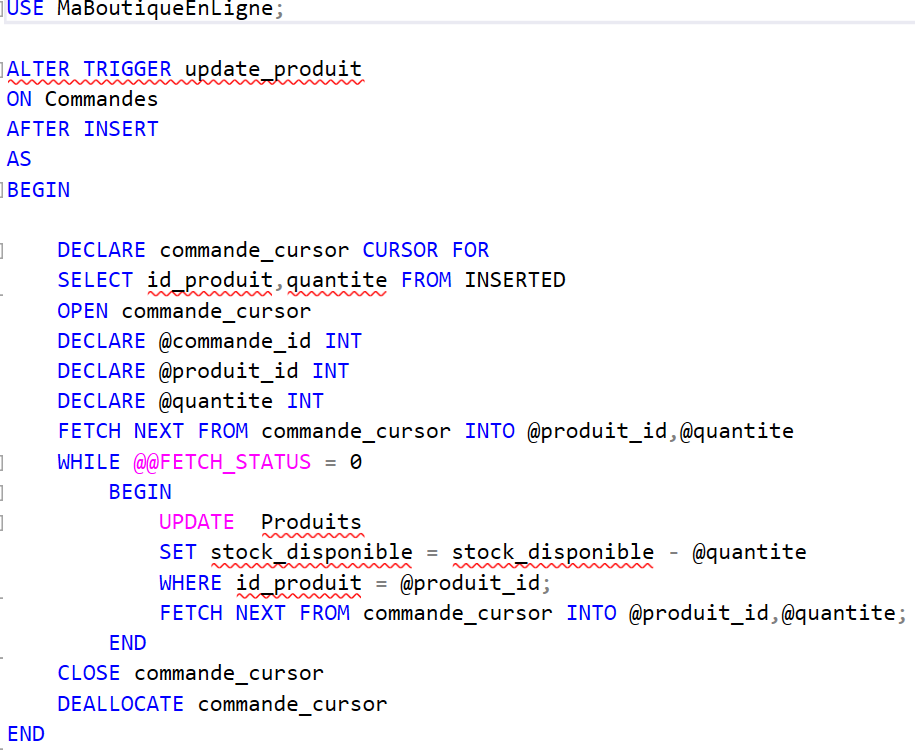 USE MaBoutiqueEnLigne;
ALTER TRIGGER update_produit
ON Commandes
AFTER INSERT
AS
BEGIN
DECLARE commande_cursor CURSOR FOR
SELECT id_produit,quantite FROM INSERTED
OPEN commande_cursor
DECLARE @commande_id INT
DECLARE @produit_id INT
DECLARE @quantite INT
FETCH NEXT FROM commande_cursor INTO @produit_id,@quantite
WHILE @@FETCH_STATUS = 0
BEGIN
UPDATE  Produits
SET stock_disponible = stock_disponible - @quantite
WHERE id_produit = @produit_id;
FETCH NEXT FROM commande_cursor INTO @produit_id,@quantite;
END
CLOSE commande_cursor
DEALLOCATE commande_cursor
END